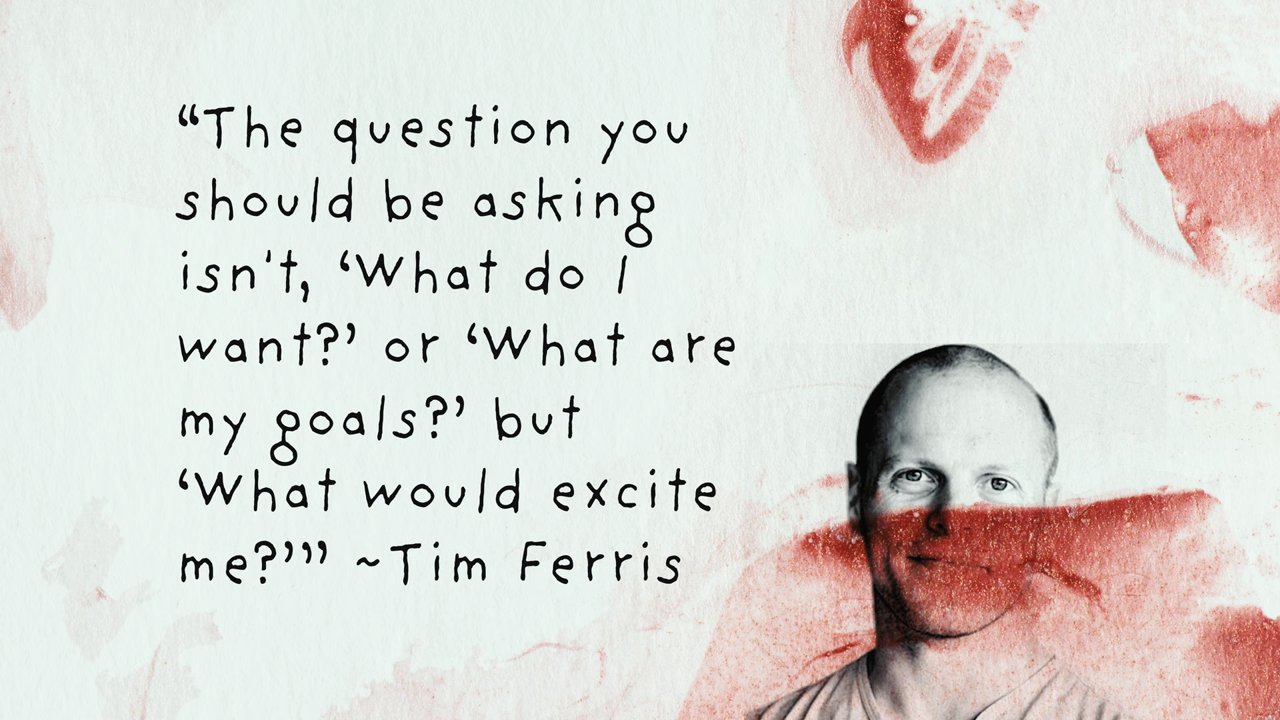 “The question you
should be asking
isn't, ‘What do I
want?’ or ‘What are
my goals?’ but
‘What would excite
me?’” ~Tim Ferris